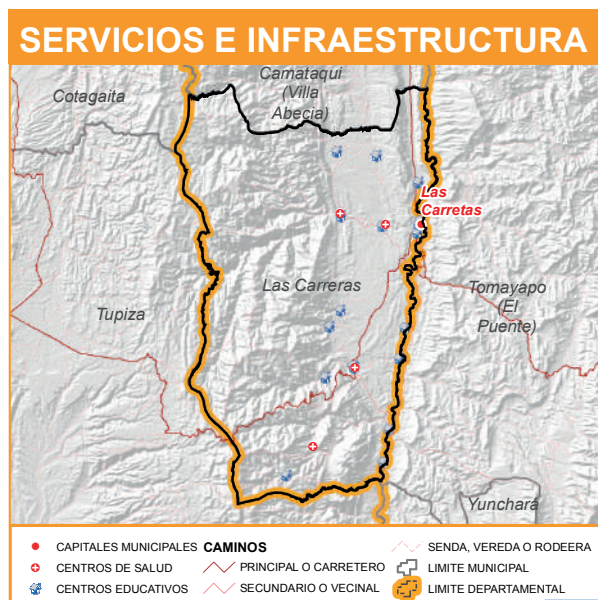 SERVICIOS E INFRAESTRUCTURA
Camataqui
(Villa
Abecia)
Cotagaita
Las
Carretas
Las Carreras
Tomayapo
(El
Puente)
Tupiza
Yunchará
CAPITALES MUNICIPALES
CENTROS DE SALUD
CENTROS EDUCATIVOS
CAMINOS
PRINCIPAL O CARRETERO
SECUNDARIO O VECINAL
SENDA, VEREDA O RODEERA
LIMITE MUNICIPAL
LIMITE DEPARTAMENTAL